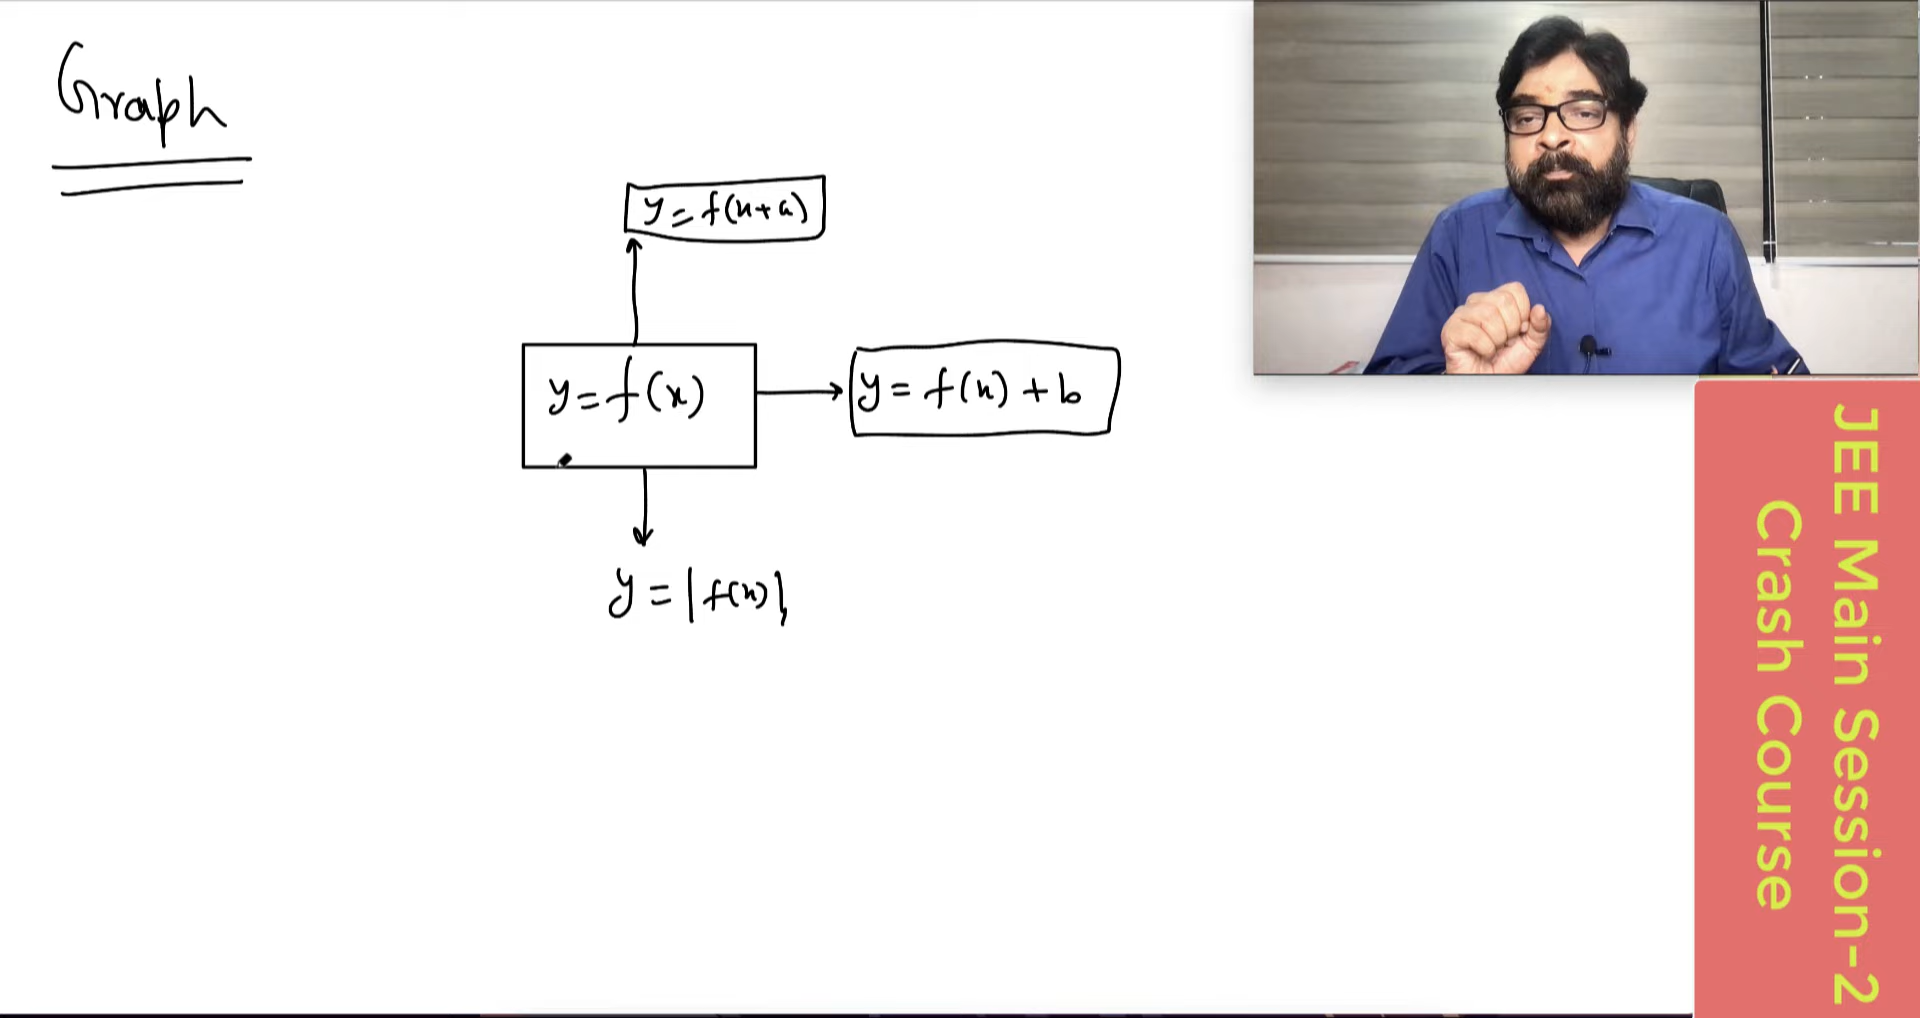 Graph
y = f(x+a)
y = f(x)
y = f(x) + b
y = |f(x)|
JEE Main Session-2
Crash Course